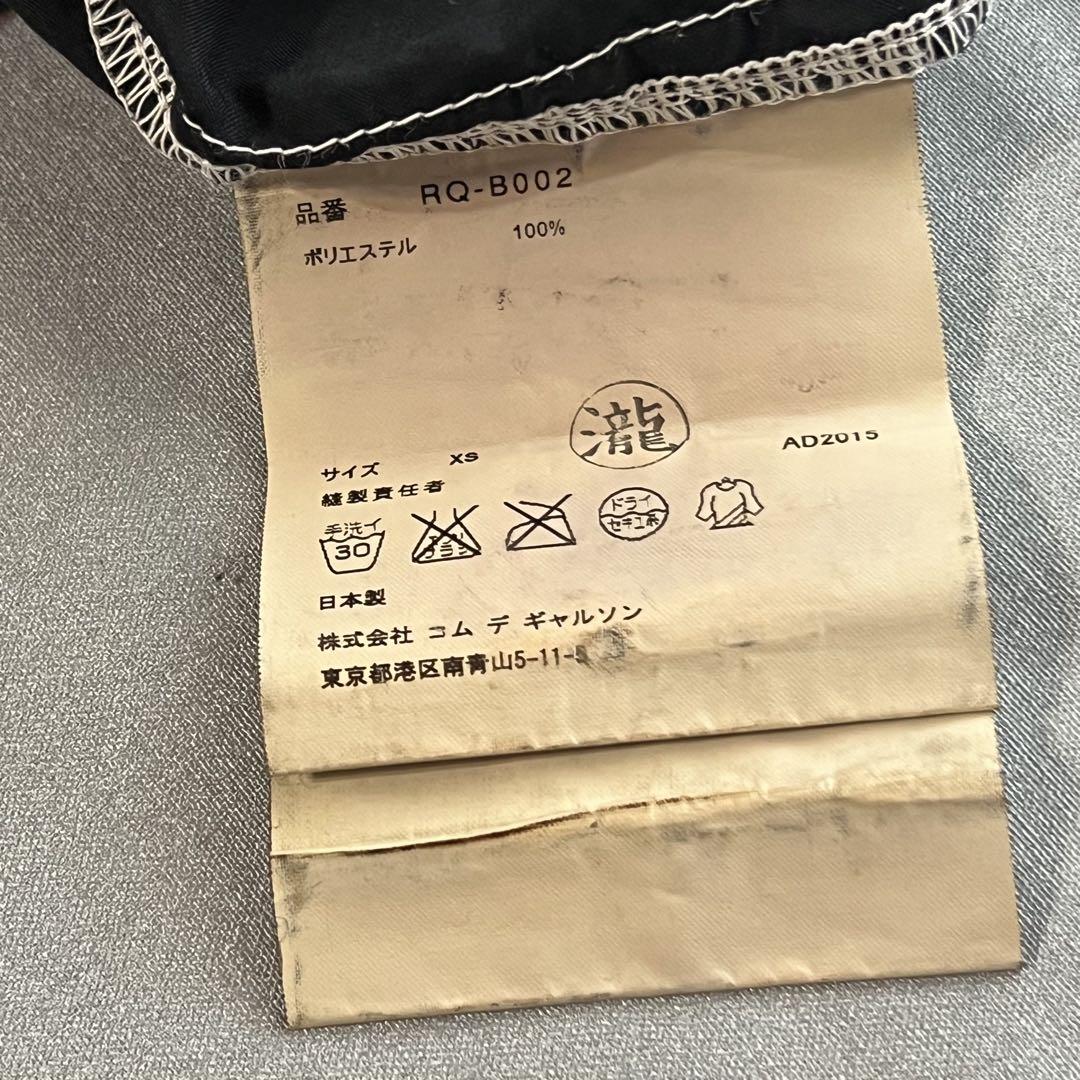 品番 RQ-B002
ポリエステル 100%
瀧
サイズ XS AD2015
縫製責任者
手洗イ
30
エンソ
ドライ
セキユ系
日本製
株式会社 コム デ ギャルソン
東京都港区南青山5-11-